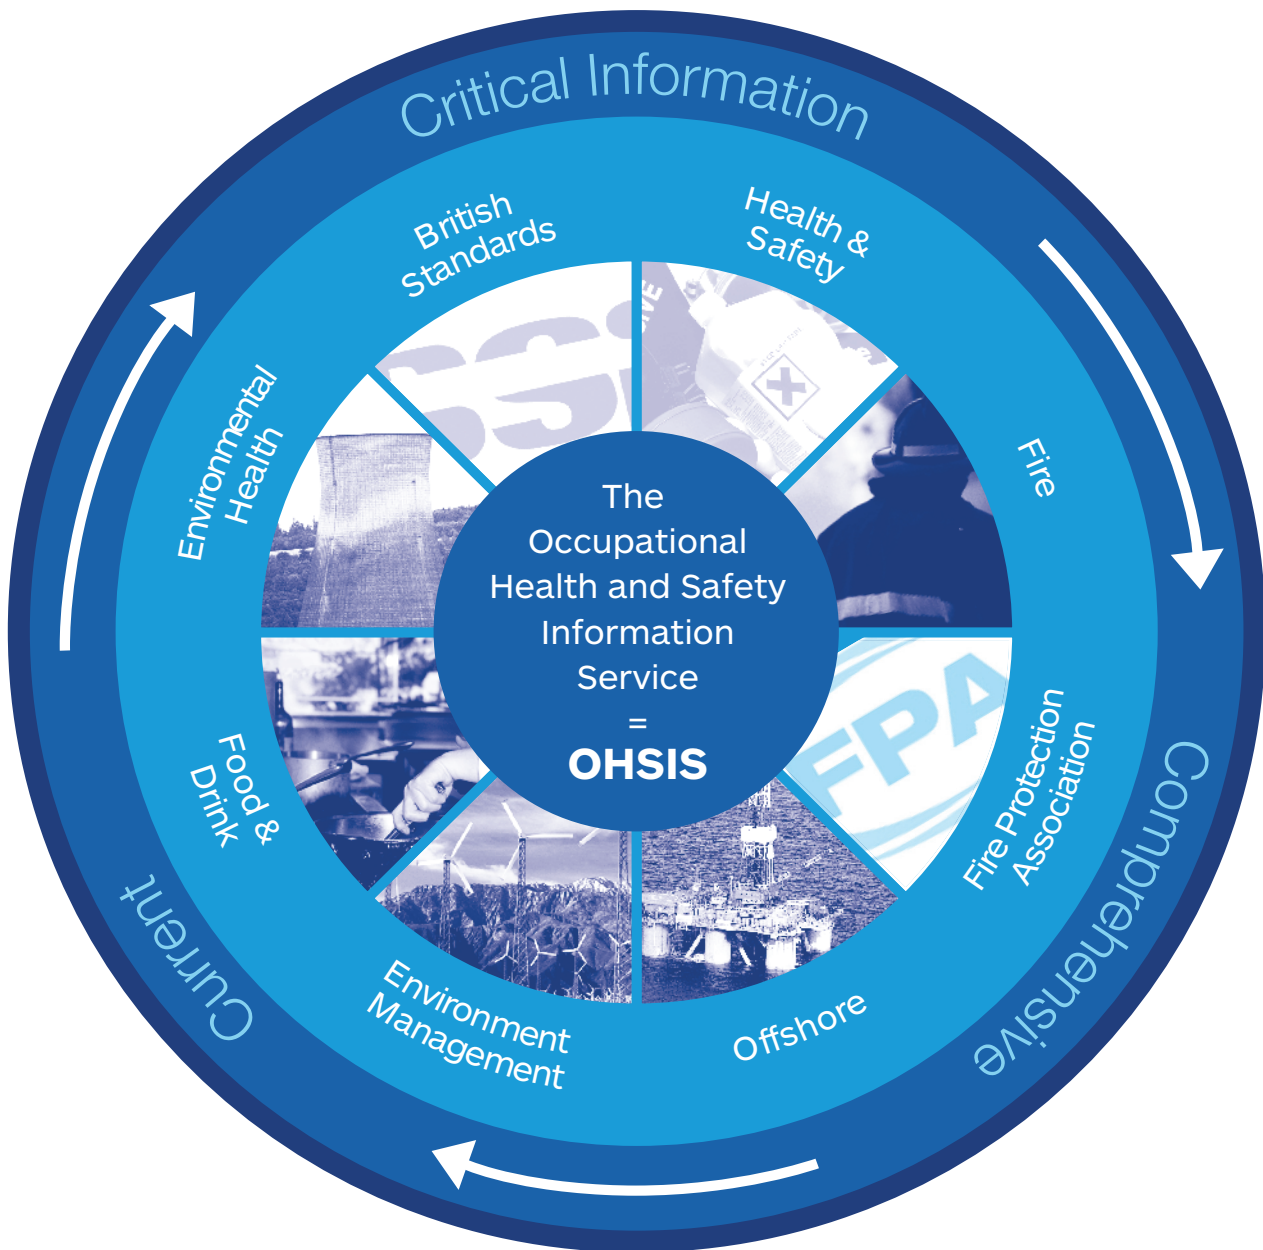 Critical Information
British
Standards
Health &
Safety
Fire
Fire Protection
Association
Offshore
Environment
Management
Food &
Drink
Environmental
Health
Comprehensive
Current
FPA
The
Occupational
Health and Safety
Information
Service
=
OHSIS